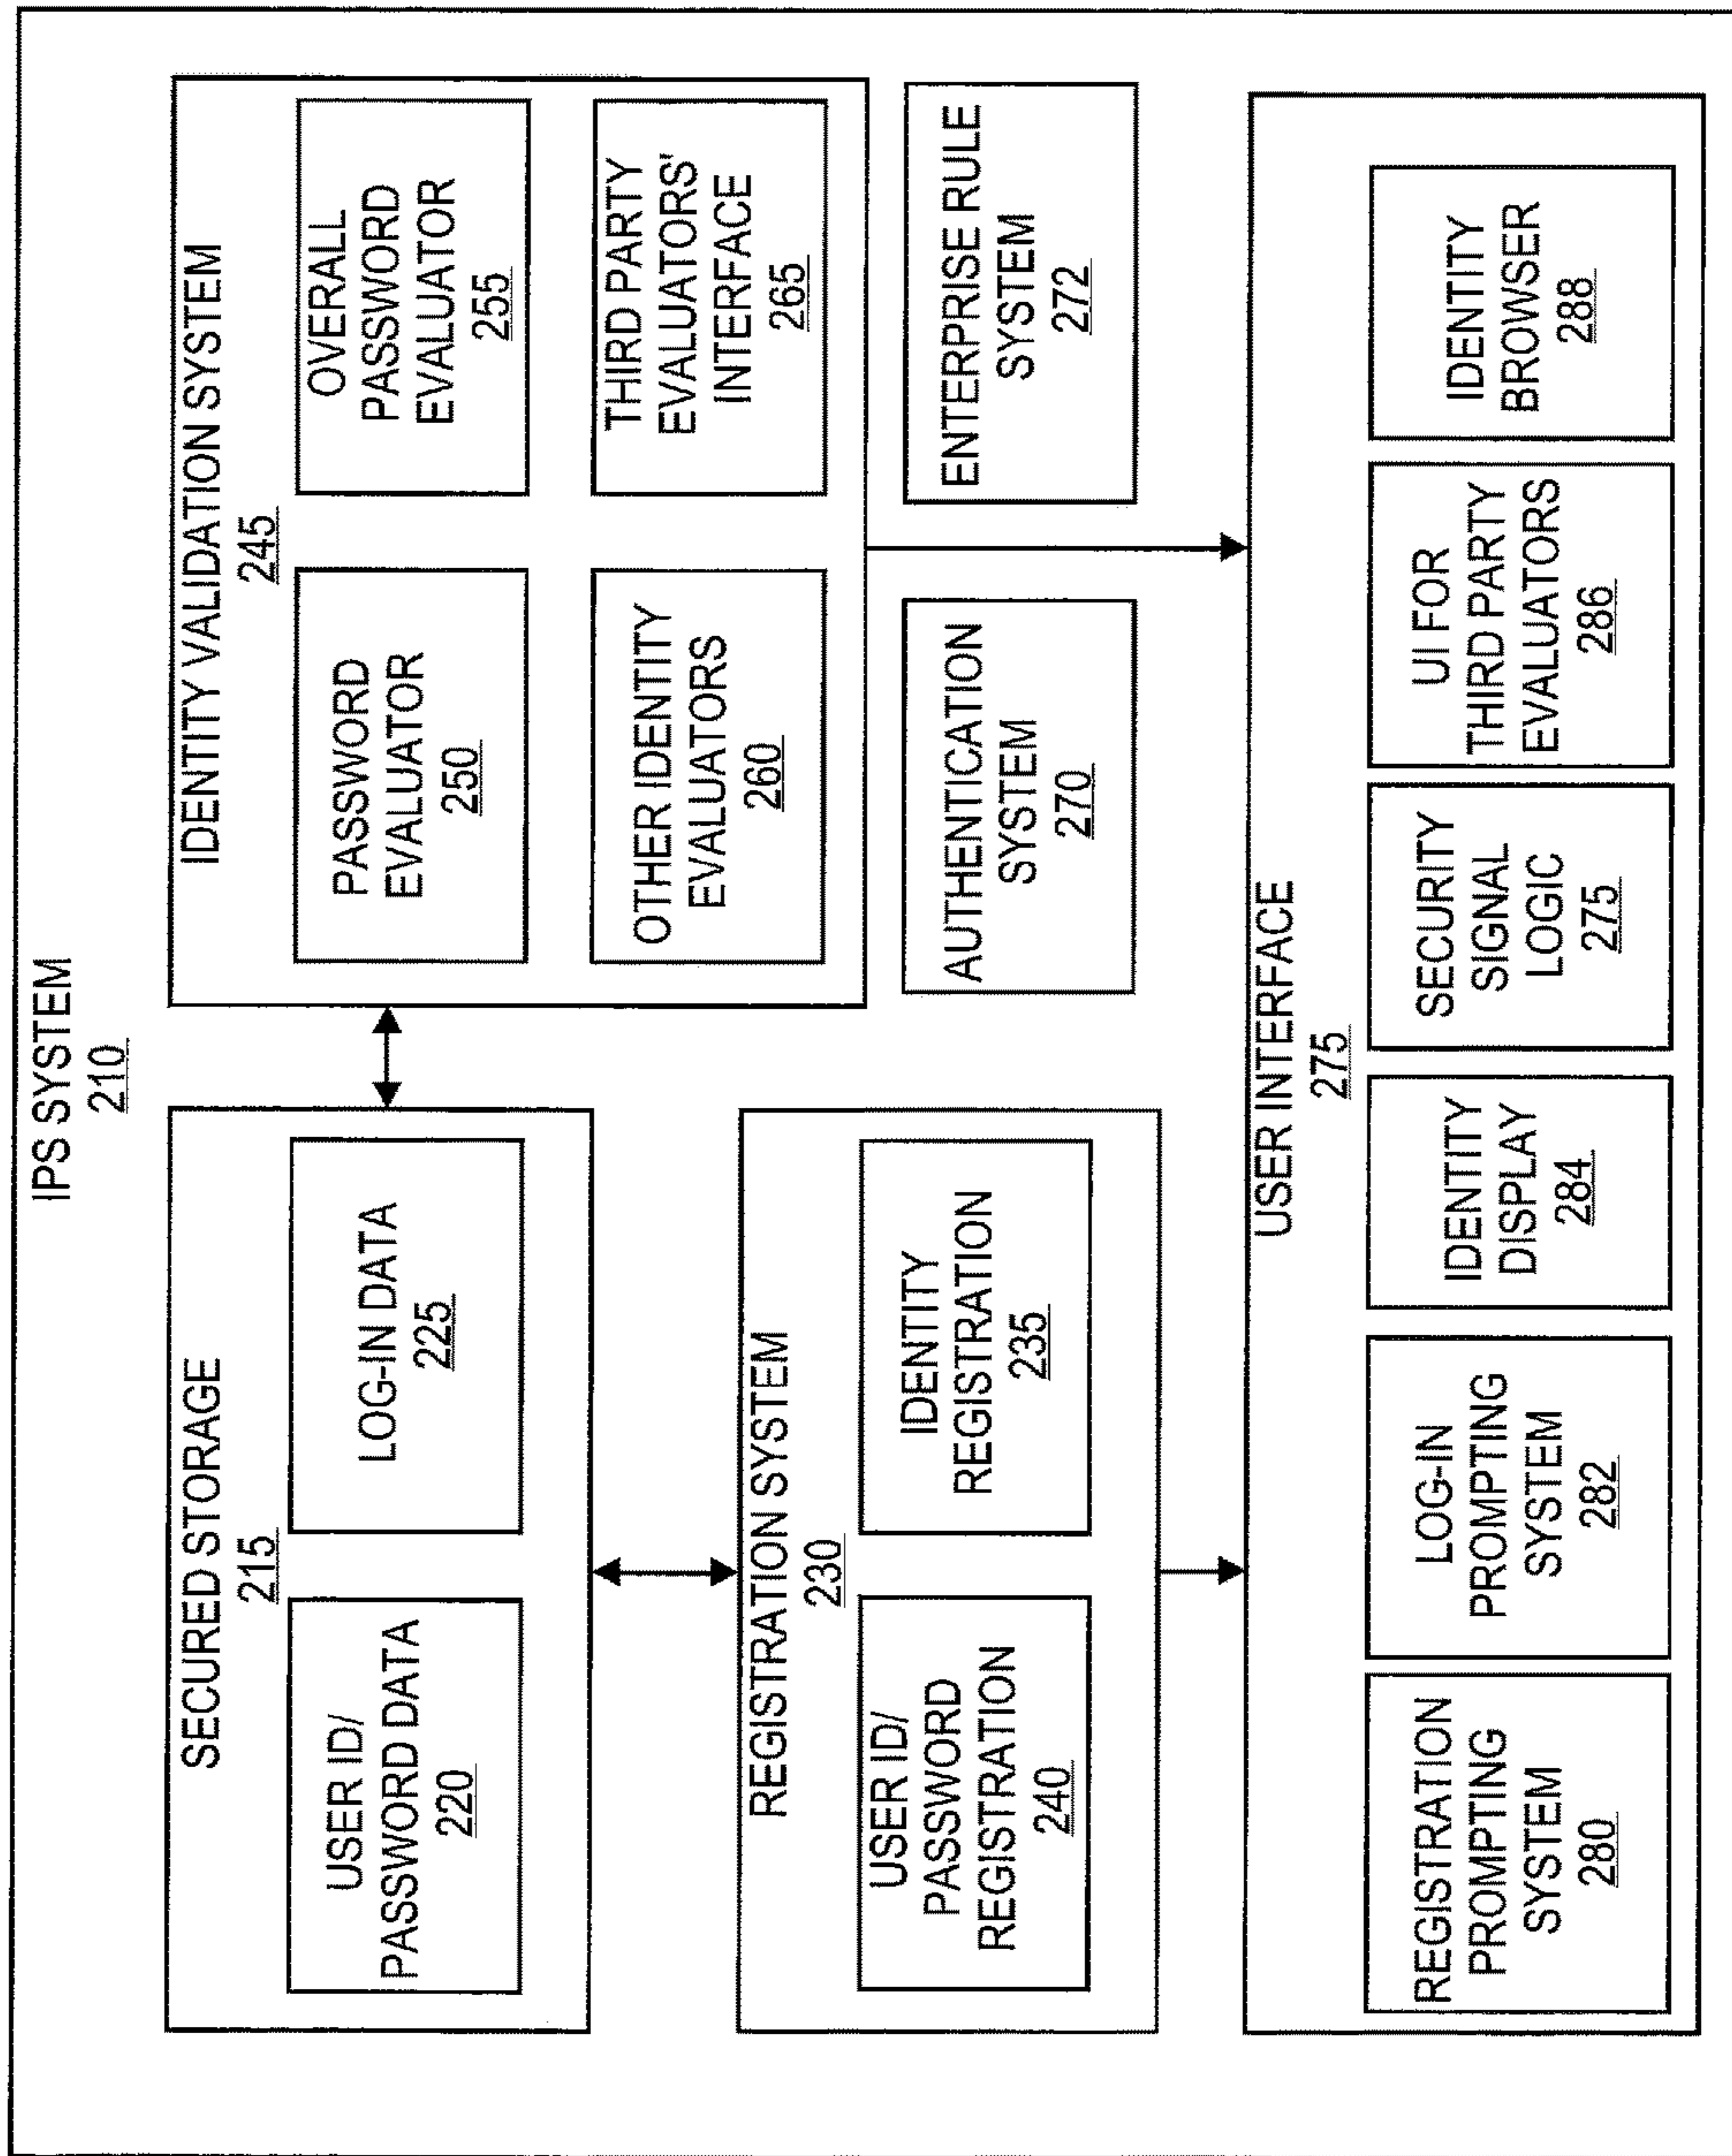 IPS SYSTEM
210
SECURED STORAGE
215
USER ID/
PASSWORD DATA
220
LOG-IN DATA
225
IDENTITY VALIDATION SYSTEM
245
PASSWORD
EVALUATOR
250
OVERALL
PASSWORD
EVALUATOR
255
OTHER IDENTITY
EVALUATORS
260
THIRD PARTY
EVALUATORS'
INTERFACE
265
REGISTRATION SYSTEM
230
USER ID/
PASSWORD
REGISTRATION
240
IDENTITY
REGISTRATION
235
AUTHENTICATION
SYSTEM
270
ENTERPRISE RULE
SYSTEM
272
USER INTERFACE
275
REGISTRATION
PROMPTING
SYSTEM
280
LOG-IN
PROMPTING
SYSTEM
282
IDENTITY
DISPLAY
284
SECURITY
SIGNAL
LOGIC
275
UI FOR
THIRD PARTY
EVALUATORS
286
IDENTITY
BROWSER
288